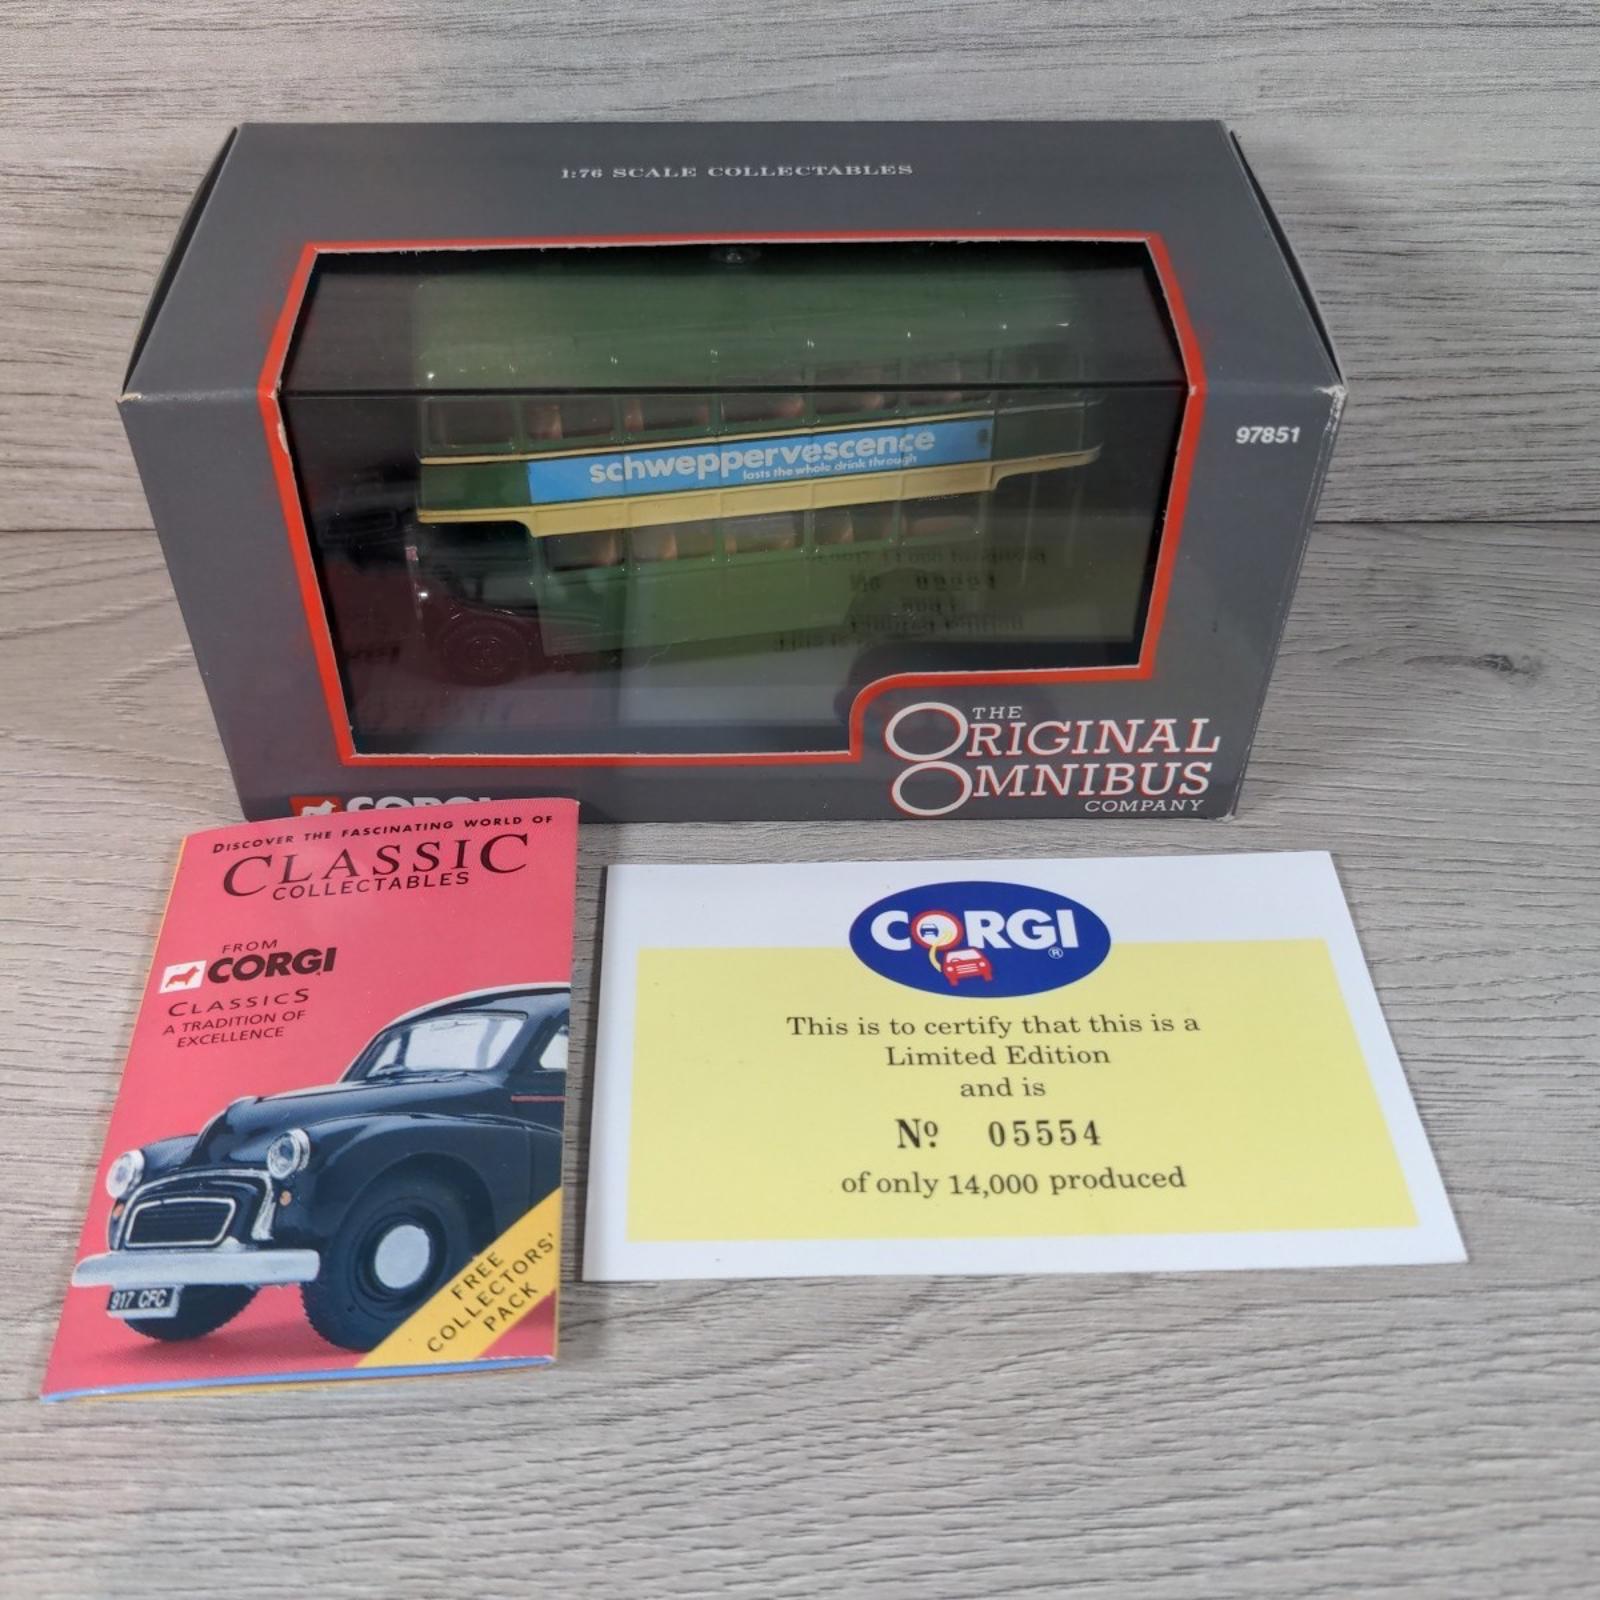 1:76 SCALE COLLECTABLES
97851
schweppervescence
lasts the whole drink through
THE
ORIGINAL
OMNIBUS
COMPANY
CORGI
DISCOVER THE FASCINATING WORLD OF
CLASSIC
COLLECTABLES
FROM
CORGI
CLASSICS
A TRADITION OF
EXCELLENCE
917 CFC
FREE
COLLECTORS'
PACK
CORGI
®
This is to certify that this is a
Limited Edition
and is
Nº 05554
of only 14,000 produced